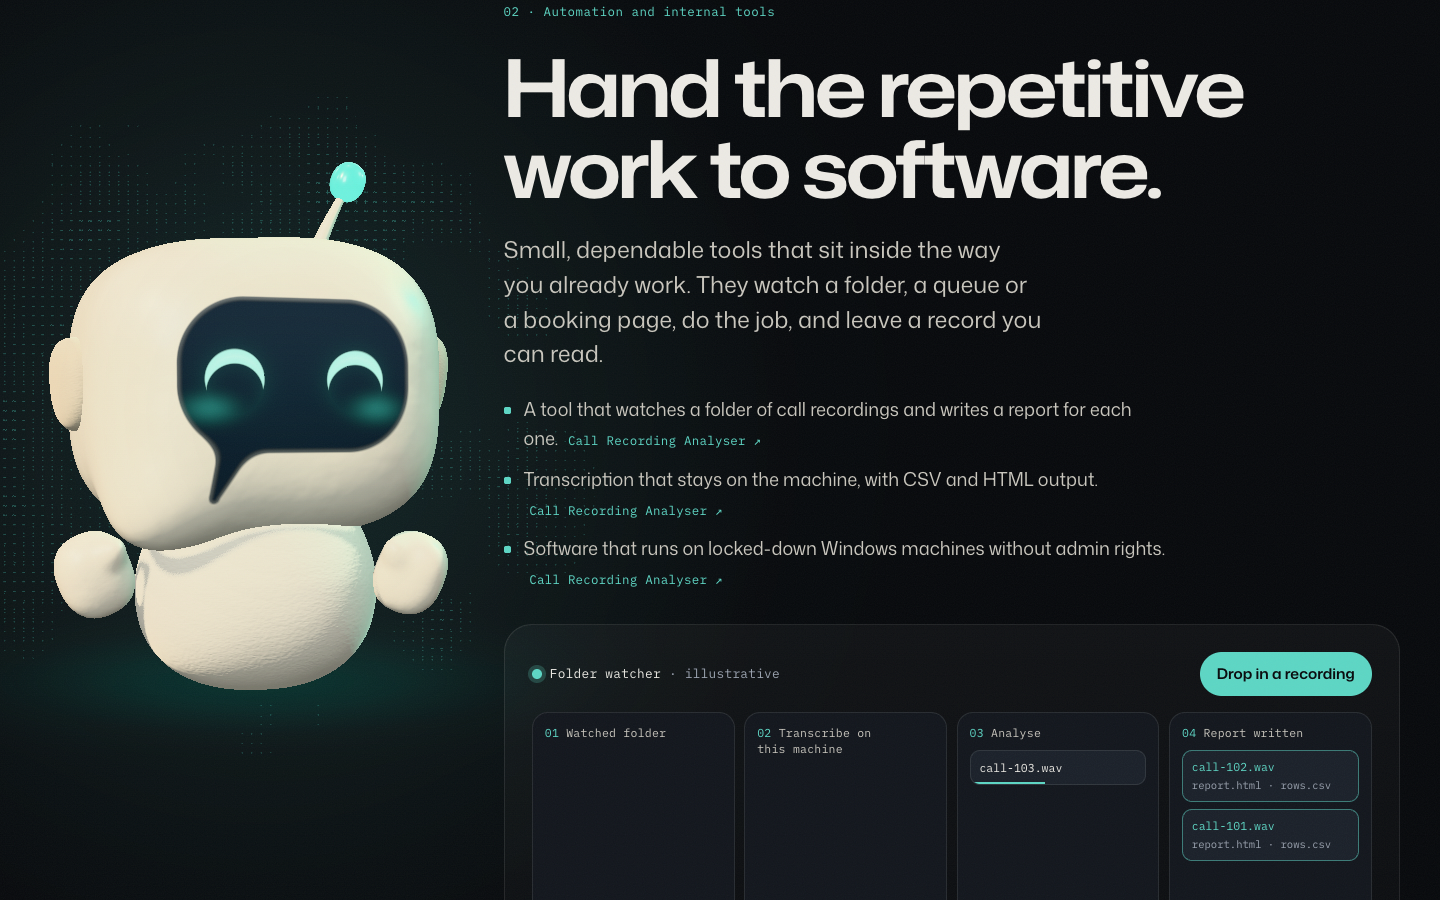 02 · Automation and internal tools
Hand the repetitive
work to software.
Small, dependable tools that sit inside the way
you already work. They watch a folder, a queue or
a booking page, do the job, and leave a record you
can read.
A tool that watches a folder of call recordings and writes a report for each
one. Call Recording Analyser ↗
Transcription that stays on the machine, with CSV and HTML output.
Call Recording Analyser ↗
Software that runs on locked-down Windows machines without admin rights.
Call Recording Analyser ↗
Folder watcher · illustrative
Drop in a recording
01 Watched folder
02 Transcribe on
this machine
03 Analyse
call-103.wav
04 Report written
call-102.wav
report.html · rows.csv
call-101.wav
report.html · rows.csv